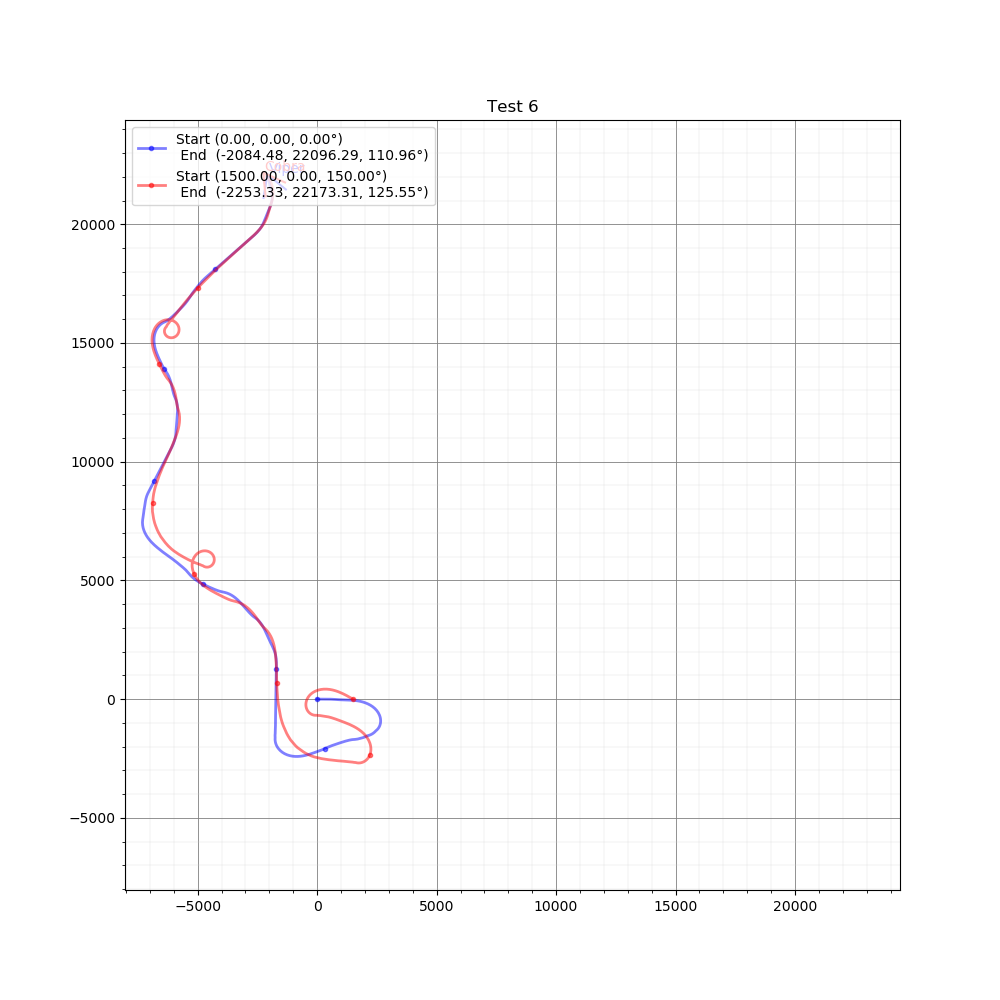 Test 6
Start (0.00, 0.00, 0.00°)
End (-2084.48, 22096.29, 110.96°)
Start (1500.00, 0.00, 150.00°)
End (-2253.33, 22173.31, 125.55°)
20000
15000
10000
5000
0
−5000
−5000 0 5000 10000 15000 20000